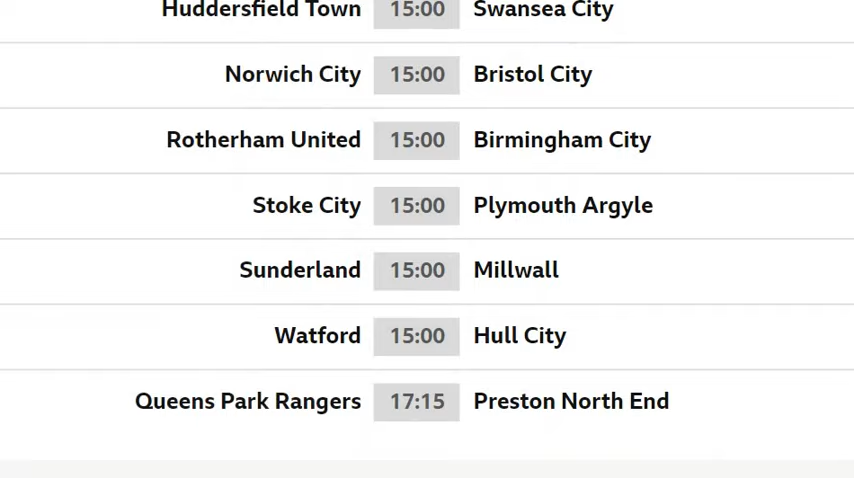 Huddersfield Town 15:00 Swansea City
Norwich City 15:00 Bristol City
Rotherham United 15:00 Birmingham City
Stoke City 15:00 Plymouth Argyle
Sunderland 15:00 Millwall
Watford 15:00 Hull City
Queens Park Rangers 17:15 Preston North End